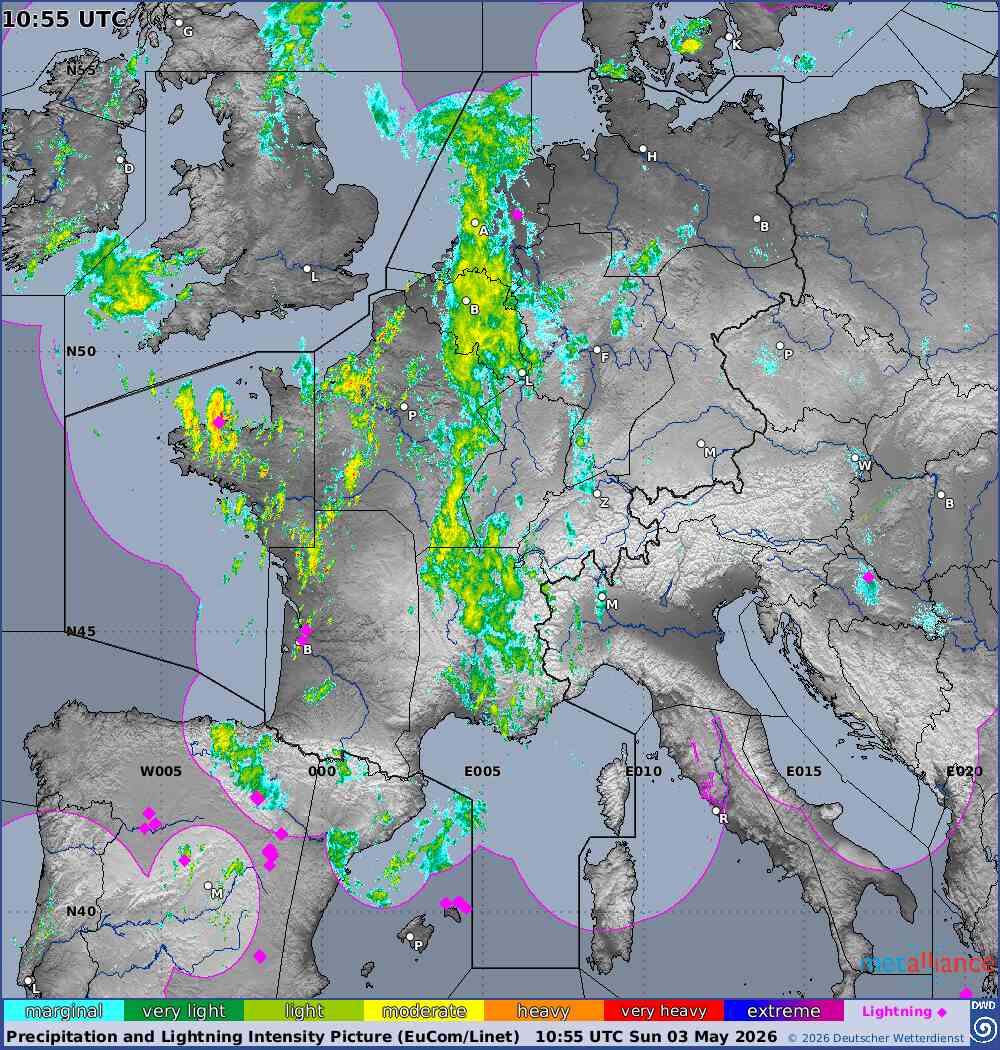 10:55 UTC
G
K
N55
D
H
A
B
L
B
N50
F
P
L
P
M
W
Z
B
M
N45
B
W005
000
E005
E010
E015
E020
R
M
N40
P
L
metalliance
marginal very light light moderate heavy very heavy extreme Lightning DWD
Precipitation and Lightning Intensity Picture (EuCom/Linet) 10:55 UTC Sun 03 May 2026 © 2026 Deutscher Wetterdienst